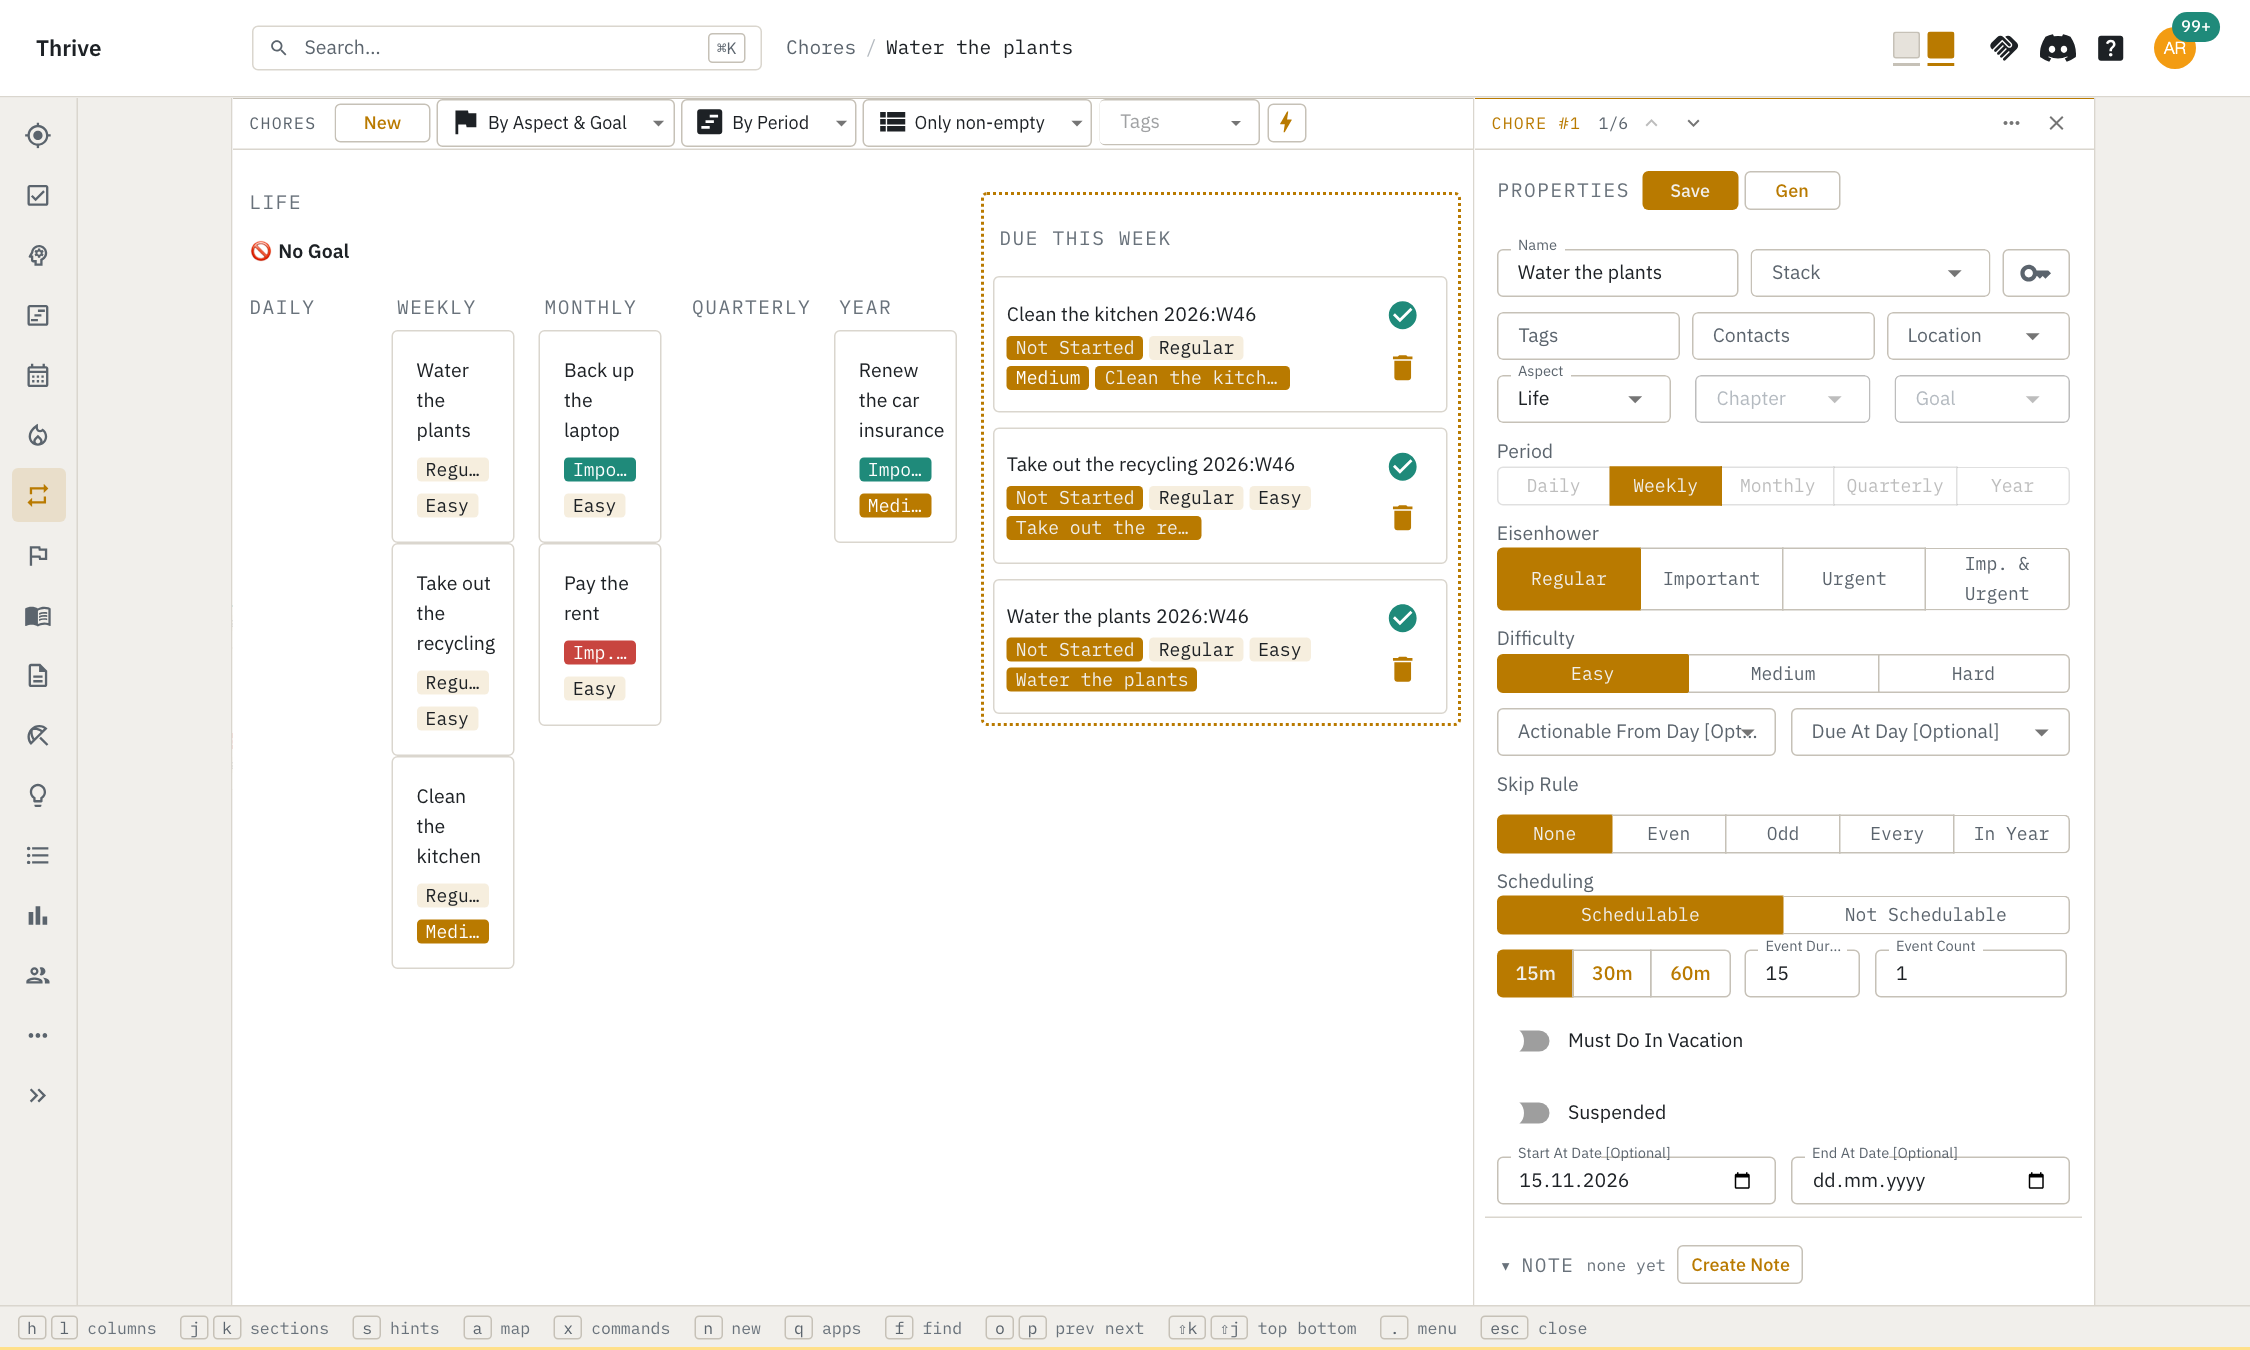 Thrive
Search...
⌘K
Chores / Water the plants
?
99+
AR
CHORES
New
By Aspect & Goal
By Period
Only non-empty
Tags
CHORE #1
1/6
LIFE
🚫 No Goal
DAILY
WEEKLY
MONTHLY
QUARTERLY
YEAR
Water
the
plants
Regu…
Easy
Take out
the
recycling
Regu…
Easy
Clean
the
kitchen
Regu…
Medi…
Back up
the
laptop
Impo…
Easy
Pay the
rent
Imp.…
Easy
Renew
the car
insurance
Impo…
Medi…
DUE THIS WEEK
Clean the kitchen 2026:W46
Not Started Regular
Medium Clean the kitch…
Take out the recycling 2026:W46
Not Started Regular Easy
Take out the re…
Water the plants 2026:W46
Not Started Regular Easy
Water the plants
PROPERTIES
Save
Gen
Name
Water the plants
Stack
Tags
Contacts
Location
Aspect
Life
Chapter
Goal
Period
Daily Weekly Monthly Quarterly Year
Eisenhower
Regular Important Urgent Imp. &
Urgent
Difficulty
Easy Medium Hard
Actionable From Day [Opt…
Due At Day [Optional]
Skip Rule
None Even Odd Every In Year
Scheduling
Schedulable Not Schedulable
15m 30m 60m
Event Dur…
15
Event Count
1
Must Do In Vacation
Suspended
Start At Date [Optional]
15.11.2026
End At Date [Optional]
dd.mm.yyyy
NOTE none yet Create Note
h l columns j k sections s hints a map x commands n new q apps f find o p prev next ⇧k ⇧j top bottom . menu esc close